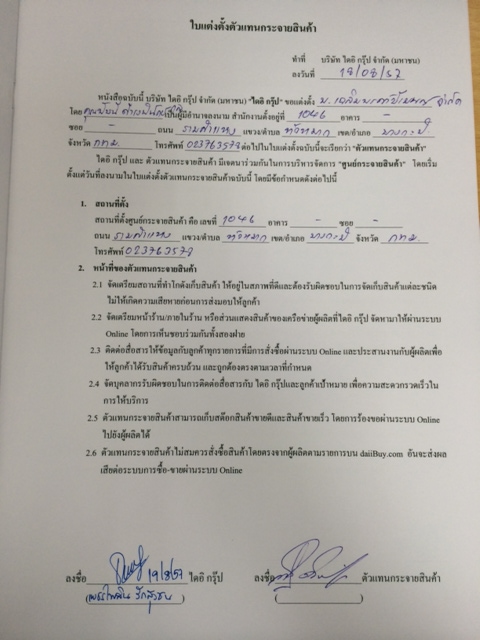 ใบแต่งตั้งตัวแทนกระจายสินค้า
ทำที่ บริษัท ไดอิ กรุ๊ป จำกัด (มหาชน)
ลงวันที่ 19/08/57
หนังสือฉบับนี้ บริษัท ไดอิ กรุ๊ป จำกัด (มหาชน) "ไดอิ กรุ๊ป" ขอแต่งตั้ง บ. จำกัด
โดย เป็นผู้มีอำนาจลงนาม สำนักงานตั้งอยู่ที่ 1046 อาคาร -
ซอย - ถนน รามคำแหง แขวง/ตำบล หัวหมาก เขต/อำเภอ บางกะปิ
จังหวัด กทม. โทรศัพท์ 023763579 ต่อไปในใบแต่งตั้งฉบับนี้จะเรียกว่า "ตัวแทนกระจายสินค้า"
ไดอิ กรุ๊ป และ ตัวแทนกระจายสินค้า มีเจตนาร่วมกันในการบริหารจัดการ "ศูนย์กระจายสินค้า" โดยเริ่ม
ตั้งแต่วันที่ลงนามในใบแต่งตั้งตัวแทนกระจายสินค้าฉบับนี้ โดยมีข้อกำหนดดังต่อไปนี้
1. สถานที่ตั้ง
สถานที่ตั้งศูนย์กระจายสินค้า คือ เลขที่ 1046 อาคาร - ซอย -
ถนน รามคำแหง แขวง/ตำบล หัวหมาก เขต/อำเภอ บางกะปิ จังหวัด กทม.
โทรศัพท์ 023763579
2. หน้าที่ของตัวแทนกระจายสินค้า
2.1 จัดเตรียมสถานที่ทำโกดังเก็บสินค้า ให้อยู่ในสภาพที่ดีและต้องรับผิดชอบในการจัดเก็บสินค้าแต่ละชนิด
ไม่ให้เกิดความเสียหายก่อนการส่งมอบให้ลูกค้า
2.2 จัดเตรียมหน้าร้าน/ภายในร้าน หรือส่วนแสดงสินค้าของเครือข่ายผู้ผลิตที่ไดอิ กรุ๊ป จัดหามาให้ผ่านระบบ
Online โดยการเห็นชอบร่วมกันทั้งสองฝ่าย
2.3 ติดต่อสื่อสารให้ข้อมูลกับลูกค้าทุกรายการที่มีการสั่งซื้อผ่านระบบ Online และประสานงานกับผู้ผลิตเพื่อ
ให้ลูกค้าได้รับสินค้าครบถ้วน และถูกต้องตรงตามเวลาที่กำหนด
2.4 จัดบุคลากรรับผิดชอบในการติดต่อสื่อสารกับ ไดอิ กรุ๊ปและลูกค้าเป้าหมาย เพื่อความสะดวกรวดเร็วใน
การให้บริการ
2.5 ตัวแทนกระจายสินค้าสามารถเก็บสต๊อกสินค้าขายดีและสินค้าขายเร็ว โดยการร้องขอผ่านระบบ Online
ไปยังผู้ผลิตได้
2.6 ตัวแทนกระจายสินค้าไม่สมควรสั่งซื้อสินค้าโดยตรงจากผู้ผลิตตามรายการบน daiiBuy.com อันจะส่งผล
เสียต่อระบบการซื้อ-ขายผ่านระบบ Online
ลงชื่อ 19/8/57 ไดอิ กรุ๊ป ลงชื่อ ตัวแทนกระจายสินค้า